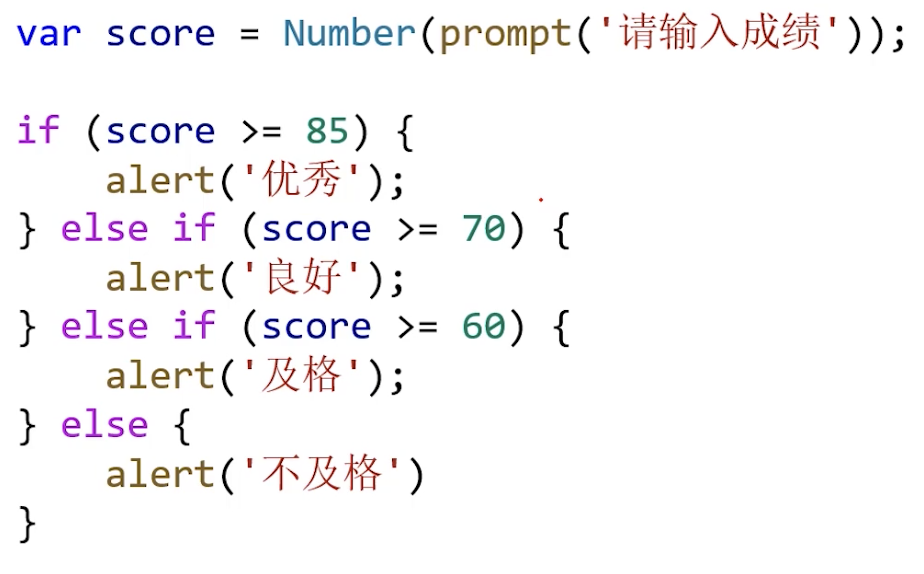 var score = Number(prompt('请输入成绩'));
if (score >= 85) {
    alert('优秀');
} else if (score >= 70) {
    alert('良好');
} else if (score >= 60) {
    alert('及格');
} else {
    alert('不及格')
}